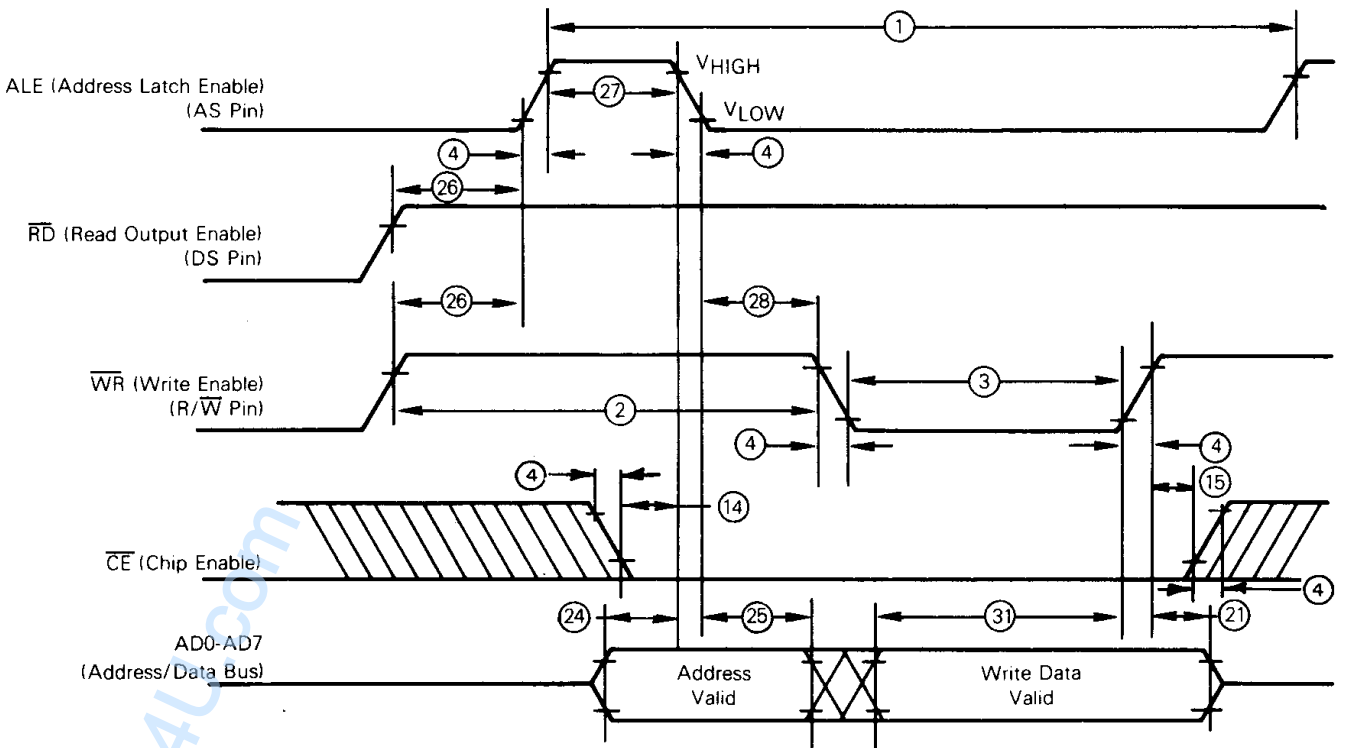 1
ALE (Address Latch Enable)
(AS Pin)
27
VHIGH
VLOW
4
4
26
RD (Read Output Enable)
(DS Pin)
26
28
WR (Write Enable)
(R/W Pin)
3
2
4
4
4
15
14
CE (Chip Enable)
4
24
25
31
21
AD0-AD7
(Address/Data Bus)
Address
Valid
Write Data
Valid
4U.com